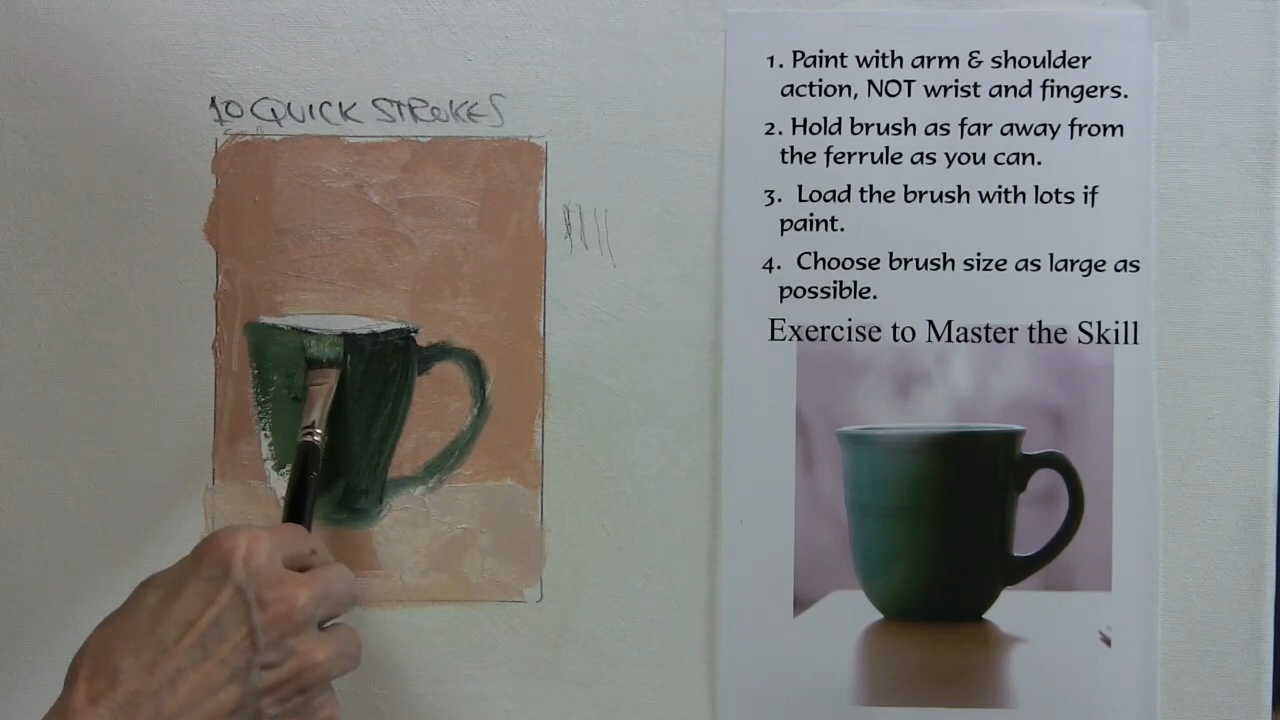 10 QUICK STROKES
1. Paint with arm & shoulder
action, NOT wrist and fingers.
2. Hold brush as far away from
the ferrule as you can.
3. Load the brush with lots if
paint.
4. Choose brush size as large as
possible.
Exercise to Master the Skill